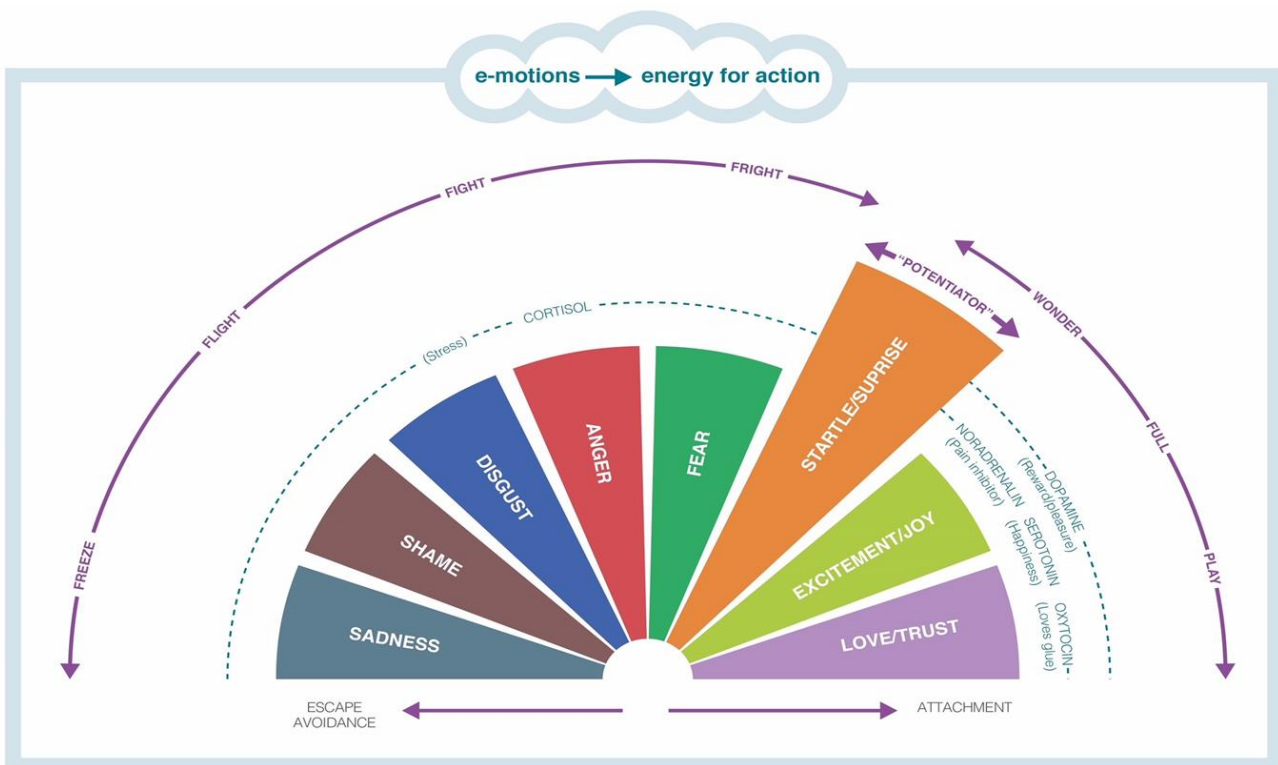 e-motions → energy for action
FREEZE
FLIGHT
FIGHT
FRIGHT
"POTENTIATOR"
WONDER
FULL
PLAY
(Stress)
CORTISOL
SADNESS
SHAME
DISGUST
ANGER
FEAR
STARTLE/SUPRISE
EXCITEMENT/JOY
LOVE/TRUST
NORADRENALIN
(Pain inhibitor)
DOPAMINE
(Reward/pleasure)
SEROTONIN
(Happiness)
OXYTOCIN
(Loves glue)
ESCAPE
AVOIDANCE
ATTACHMENT